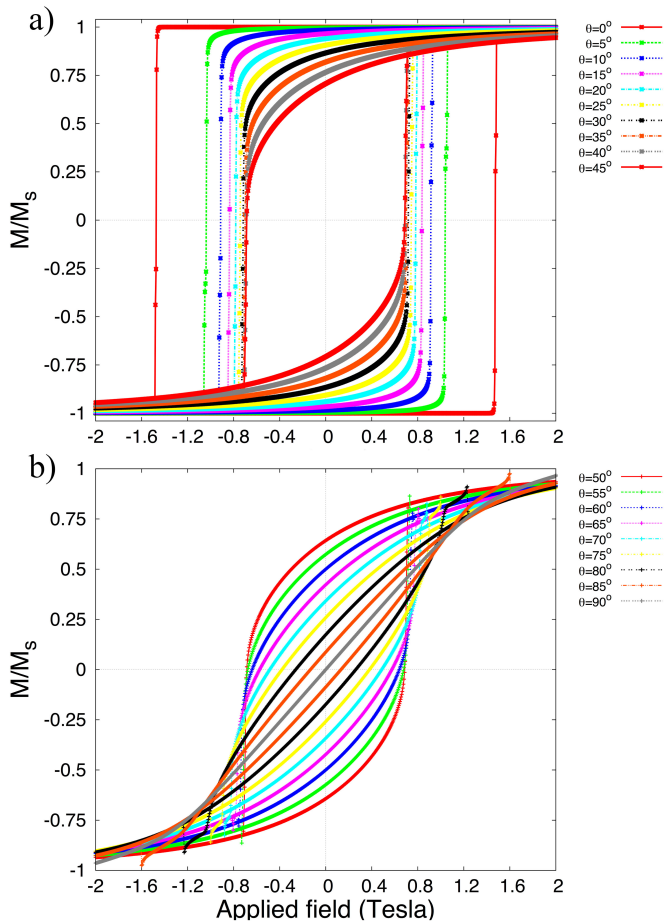 a)
1
0.75
0.5
0.25
0
-0.25
-0.5
-0.75
-1
M/Ms
-2 -1.6 -1.2 -0.8 -0.4 0 0.4 0.8 1.2 1.6 2
θ=0°
θ=5°
θ=10°
θ=15°
θ=20°
θ=25°
θ=30°
θ=35°
θ=40°
θ=45°
b)
1
0.75
0.5
0.25
0
-0.25
-0.5
-0.75
-1
M/Ms
-2 -1.6 -1.2 -0.8 -0.4 0 0.4 0.8 1.2 1.6 2
Applied field (Tesla)
θ=50°
θ=55°
θ=60°
θ=65°
θ=70°
θ=75°
θ=80°
θ=85°
θ=90°